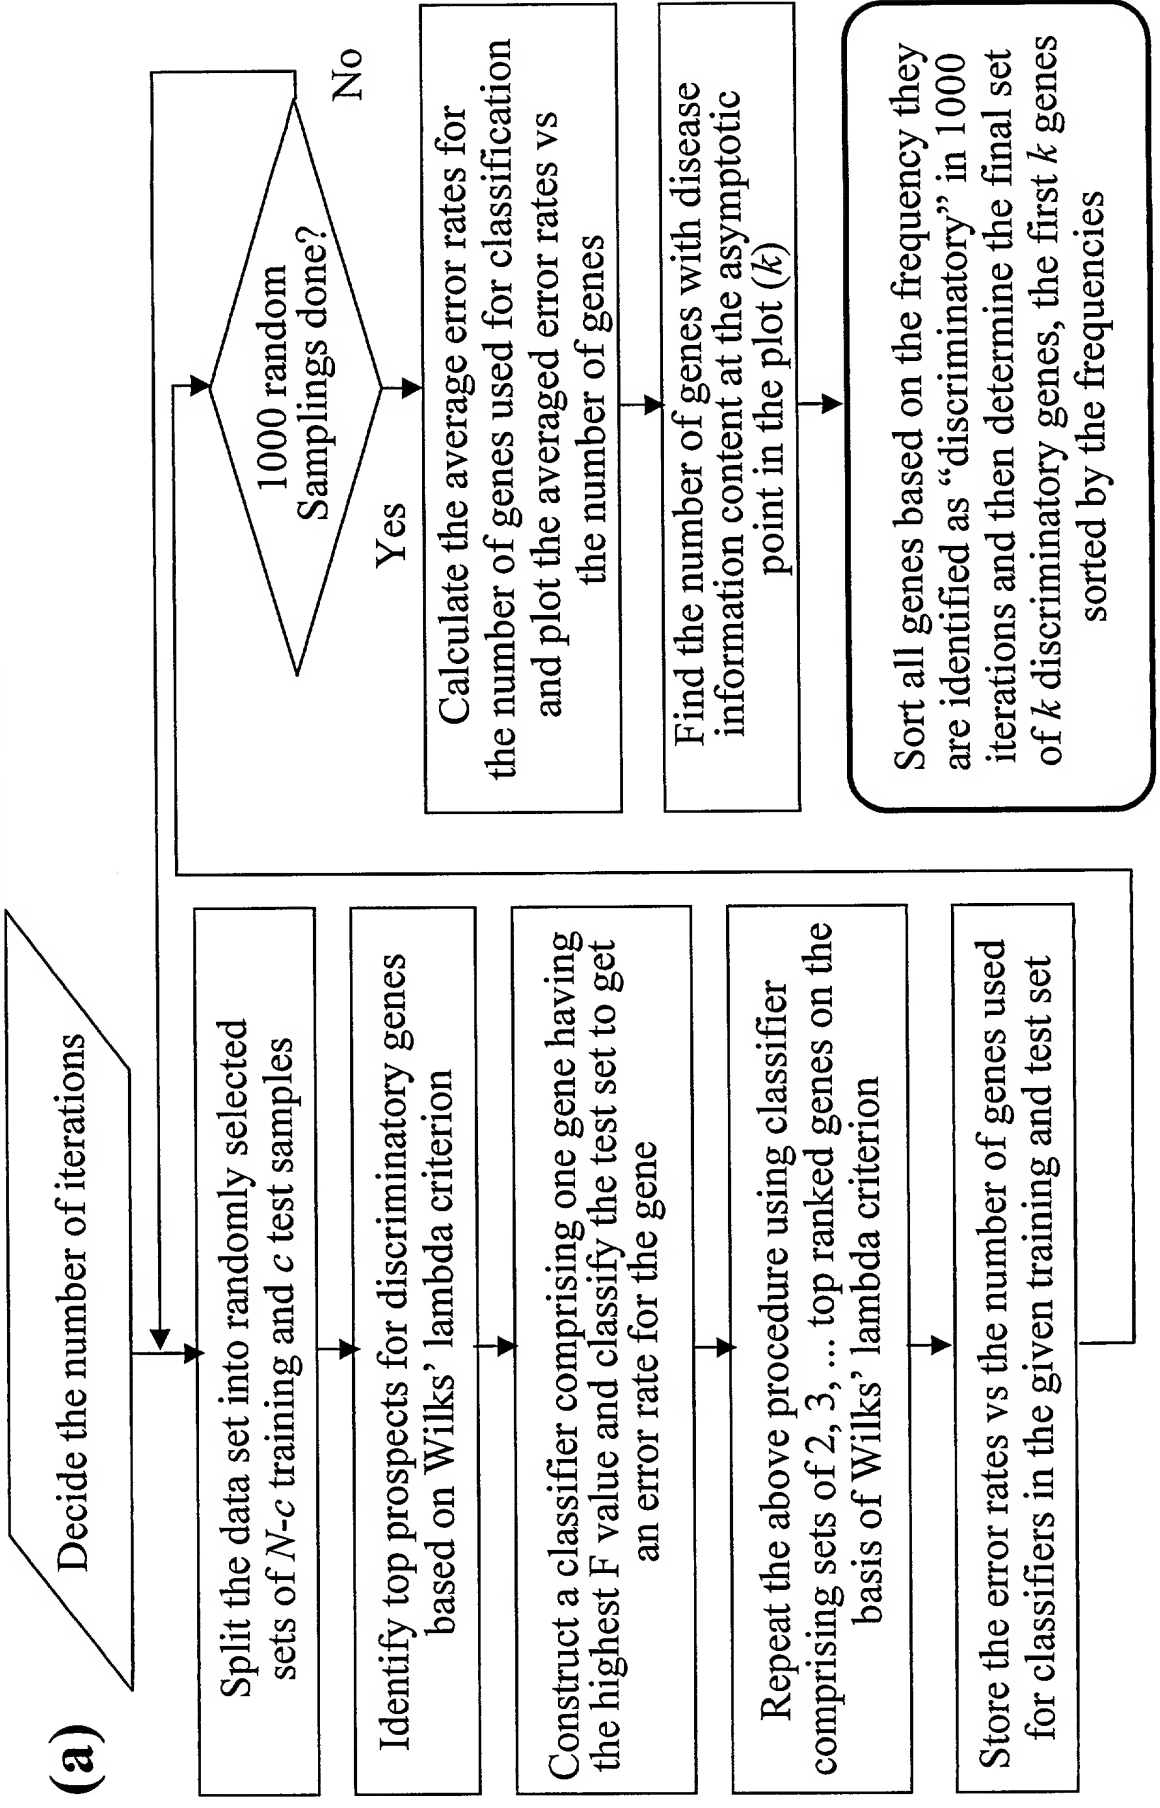 (a)
Decide the number of iterations
Split the data set into randomly selected
sets of N-c training and c test samples
Identify top prospects for discriminatory genes
based on Wilks’ lambda criterion
Construct a classifier comprising one gene having
the highest F value and classify the test set to get
an error rate for the gene
Repeat the above procedure using classifier
comprising sets of 2, 3, ... top ranked genes on the
basis of Wilks’ lambda criterion
Store the error rates vs the number of genes used
for classifiers in the given training and test set
1000 random
Samplings done?
No
Yes
Calculate the average error rates for
the number of genes used for classification
and plot the averaged error rates vs
the number of genes
Find the number of genes with disease
information content at the asymptotic
point in the plot (k)
Sort all genes based on the frequency they
are identified as “discriminatory” in 1000
iterations and then determine the final set
of k discriminatory genes, the first k genes
sorted by the frequencies